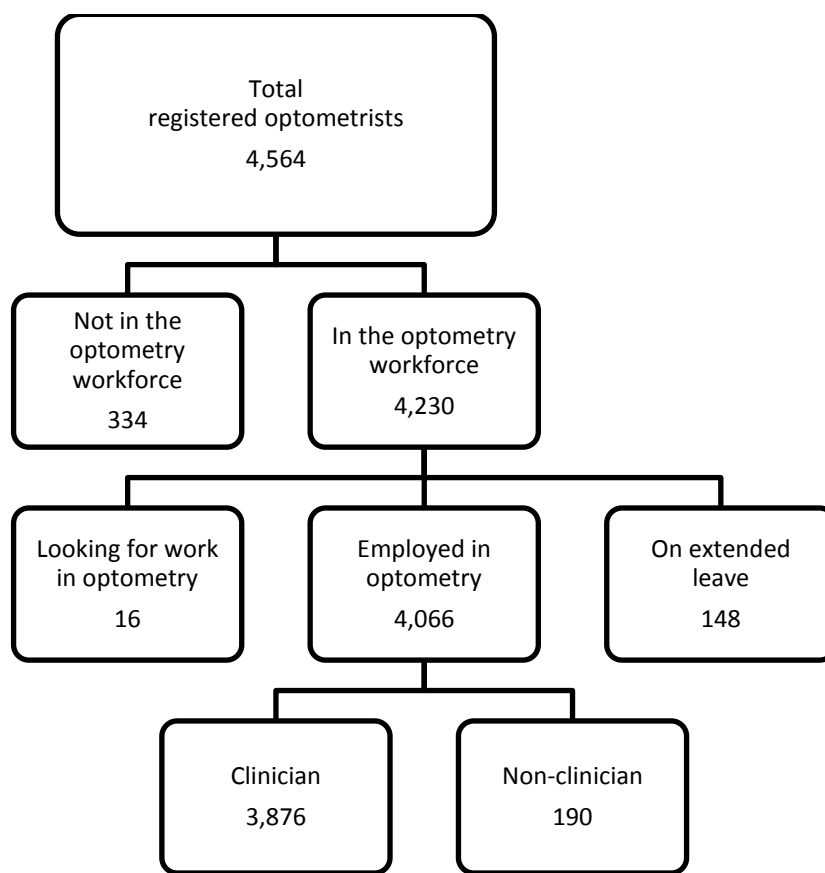 Total
registered optometrists
4,564
Not in the
optometry
workforce
334
In the optometry
workforce
4,230
Looking for work
in optometry
16
Employed in
optometry
4,066
On extended
leave
148
Clinician
3,876
Non-clinician
190